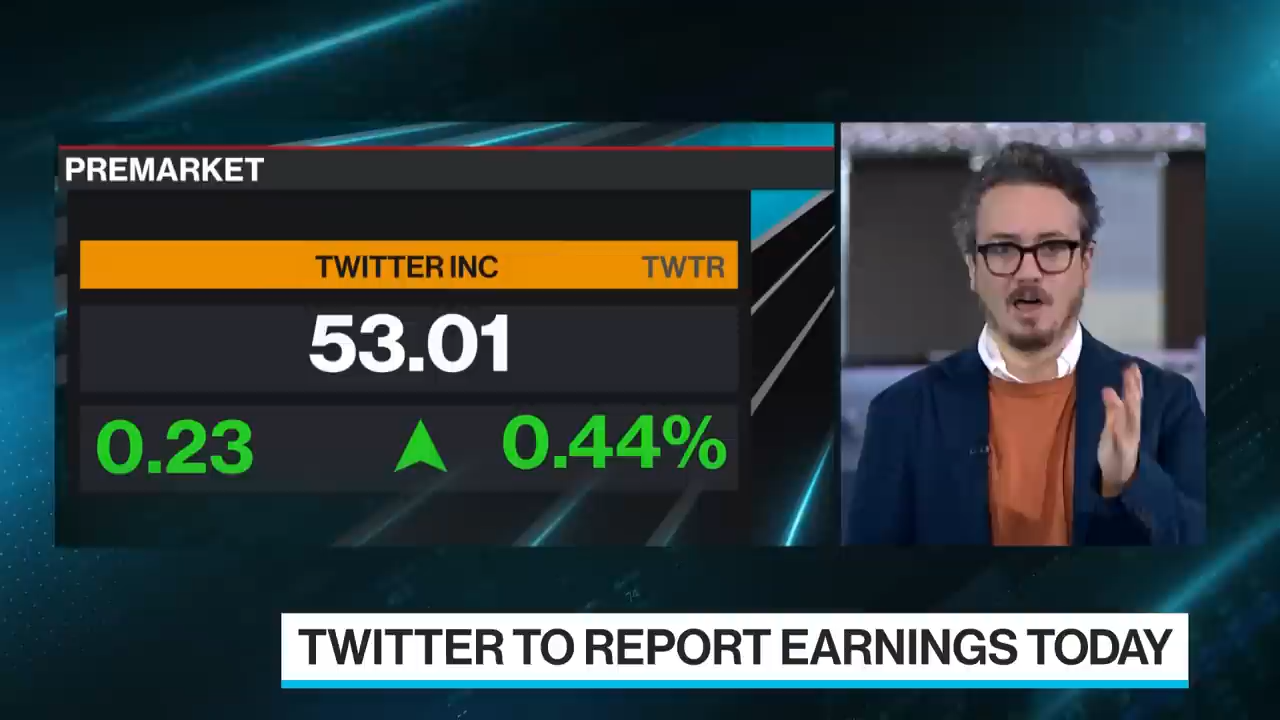 PREMARKET
TWITTER INC TWTR
53.01
0.23 ▲ 0.44%
TWITTER TO REPORT EARNINGS TODAY